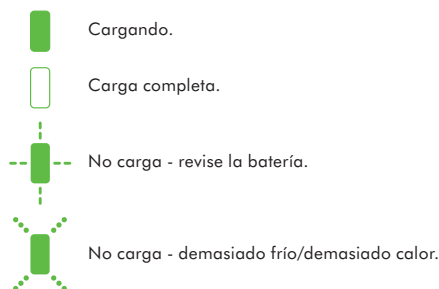 Cargando.
Carga completa.
No carga - revise la batería.
No carga - demasiado frío/demasiado calor.